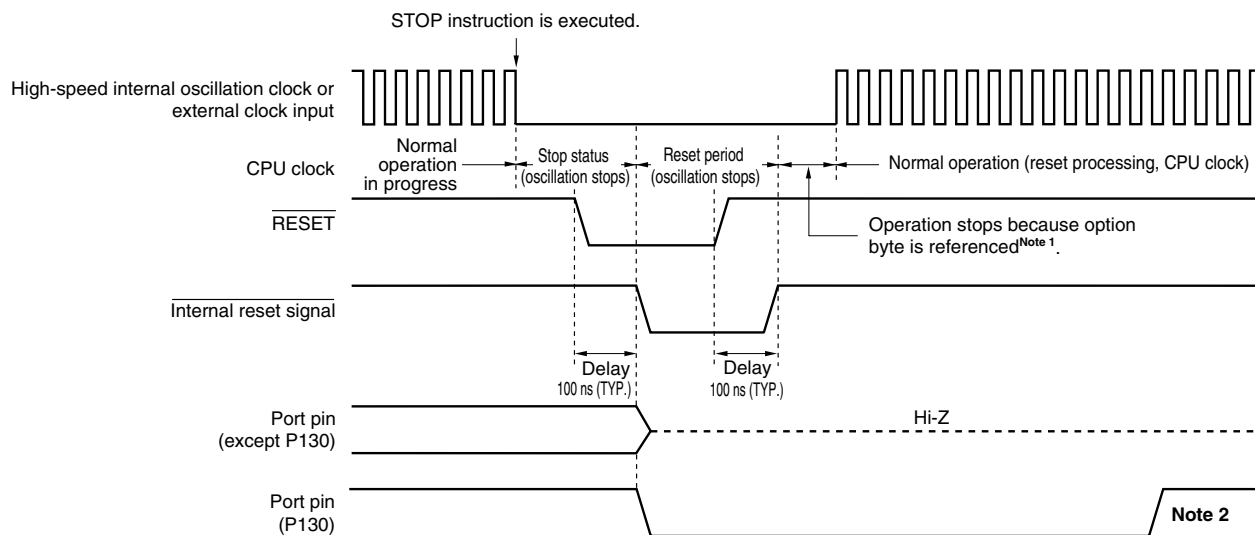 STOP instruction is executed.
High-speed internal oscillation clock or
external clock input
CPU clock
Normal
operation
in progress
Stop status
(oscillation stops)
Reset period
(oscillation stops)
Normal operation (reset processing, CPU clock)
RESET
Operation stops because option
byte is referencedNote 1.
Internal reset signal
Delay
100 ns (TYP.)
Delay
100 ns (TYP.)
Port pin
(except P130)
Hi-Z
Port pin
(P130)
Note 2